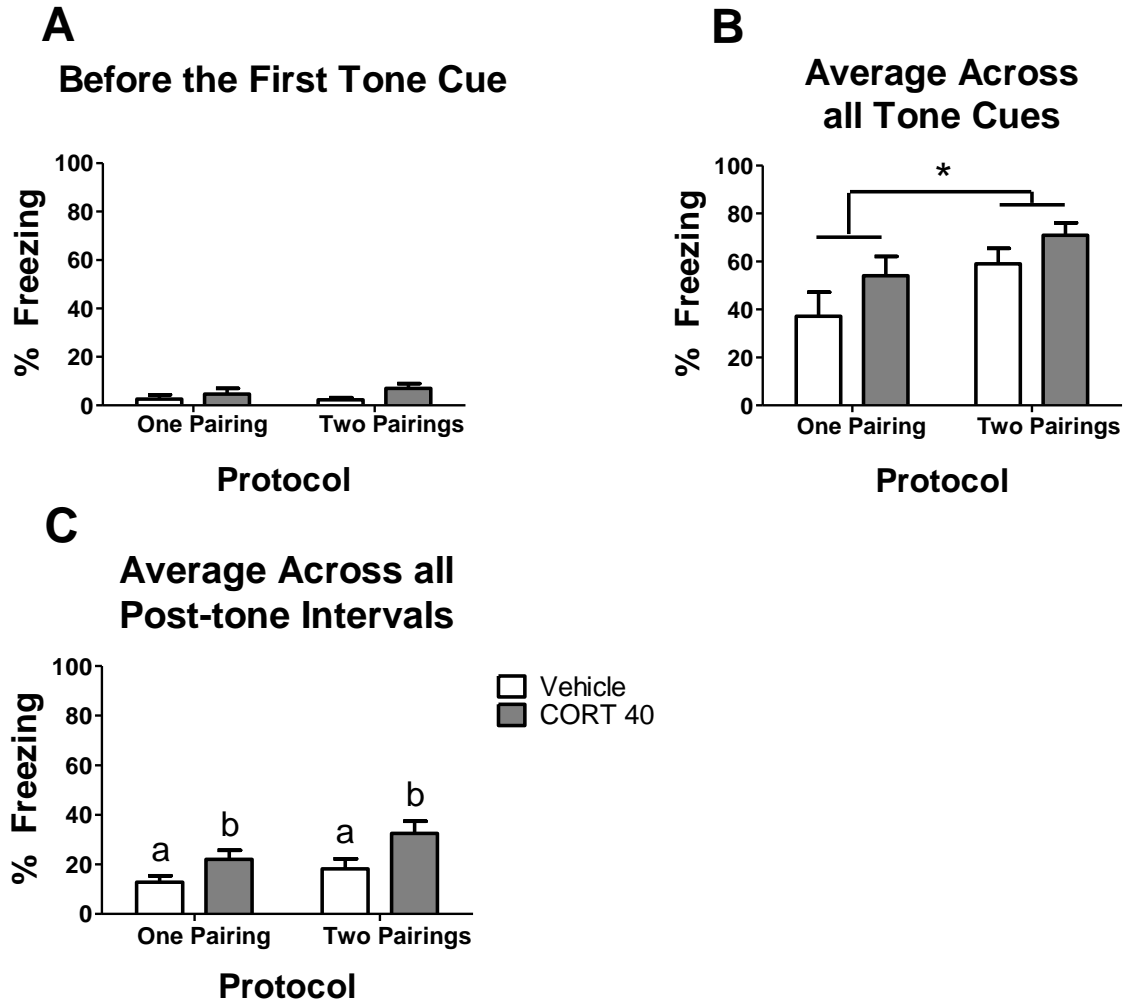 A
Before the First Tone Cue
% Freezing
100
80
60
40
20
0
One Pairing
Two Pairings
Protocol
B
Average Across
all Tone Cues
% Freezing
100
80
60
40
20
0
*
One Pairing
Two Pairings
Protocol
C
Average Across all
Post-tone Intervals
% Freezing
100
80
60
40
20
0
a
b
a
b
One Pairing
Two Pairings
Protocol
Vehicle
CORT 40